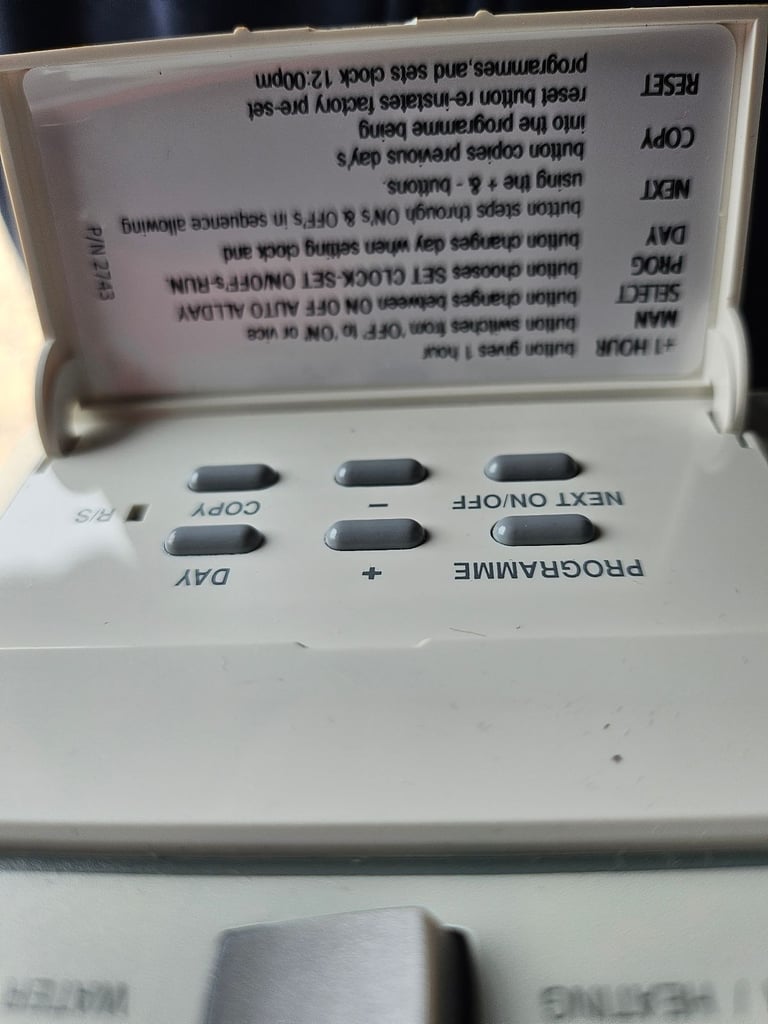 / HEATING WATER
PROGRAMME + DAY
NEXT ON/OFF - COPY R/S
+1 HOUR button gives 1 hour
MAN button switches from 'OFF' to 'ON' or vice
SELECT button changes between ON OFF AUTO ALLDAY
PROG button chooses SET CLOCK-SET ON/OFF's-RUN.
DAY button changes day when setting clock and
NEXT button steps through ON's & OFF's in sequence allowing
using the + & - buttons.
COPY button copies previous day's
into the programme being
RESET reset button re-instates factory pre-set
programmes,and sets clock 12:00pm
P/N 2743